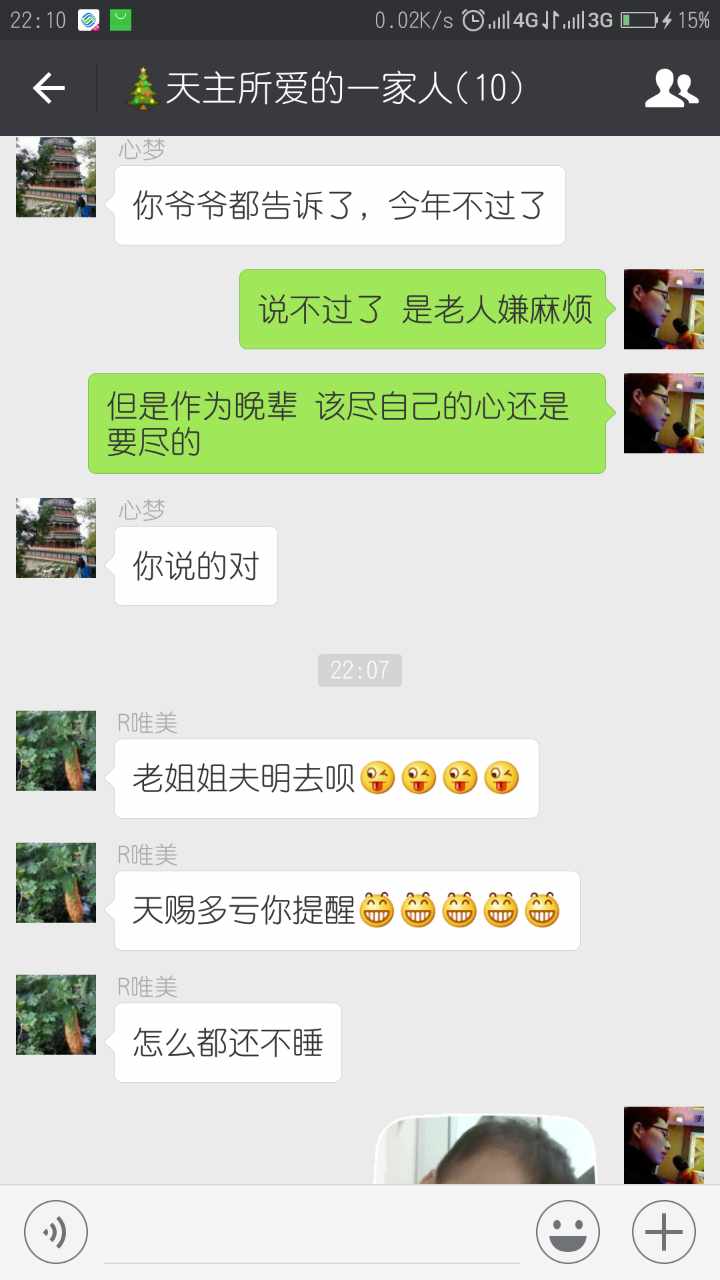 22:10 0.02K/s 4G 3G 15%
🎄天主所爱的一家人(10)
心梦
你爷爷都告诉了，今年不过了
说不过了 是老人嫌麻烦
但是作为晚辈 该尽自己的心还是
要尽的
心梦
你说的对
22:07
R唯美
老姐姐夫明去呗😜😜😜😜
R唯美
天赐多亏你提醒😁😁😁😁😁
R唯美
怎么都还不睡